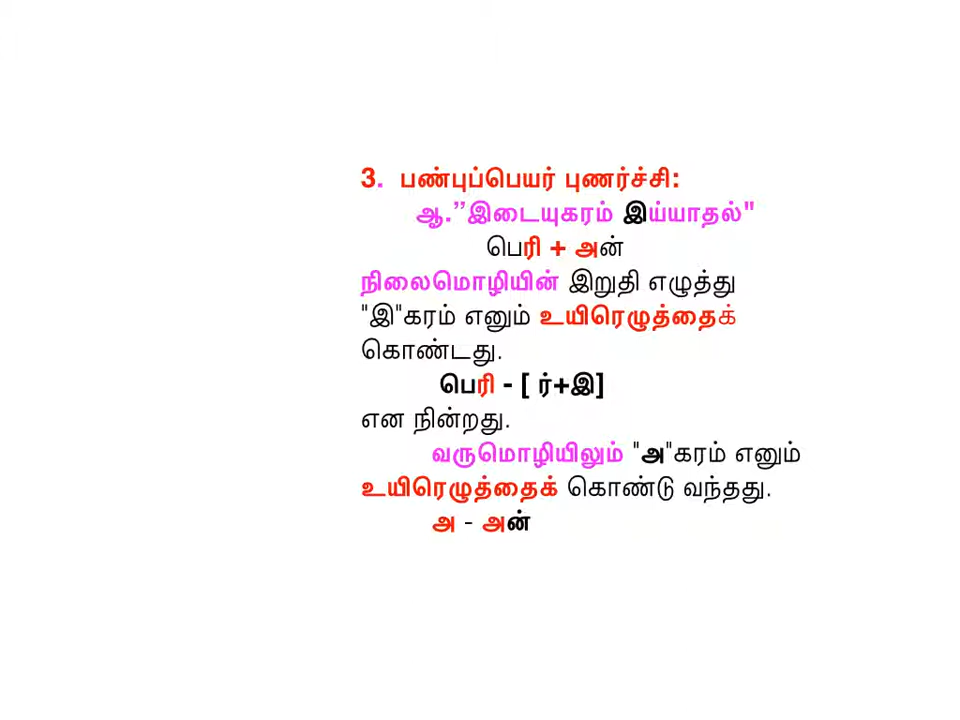 3. பண்புப்பெயர் புணர்ச்சி:
ஆ.”இடையுகரம் இய்யாதல்"
பெரி + அன்
நிலைமொழியின் இறுதி எழுத்து
"இ"கரம் எனும் உயிரெழுத்தைக்
கொண்டது.
பெரி - [ ர்+இ]
என நின்றது.
வருமொழியிலும் "அ"கரம் எனும்
உயிரெழுத்தைக் கொண்டு வந்தது.
அ - அன்